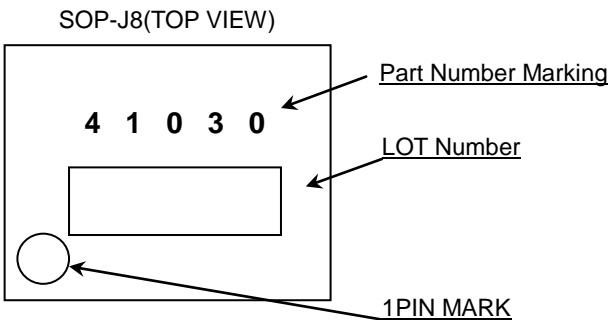 SOP-J8(TOP VIEW)
Part Number Marking
4 1 0 3 0
LOT Number
1PIN MARK